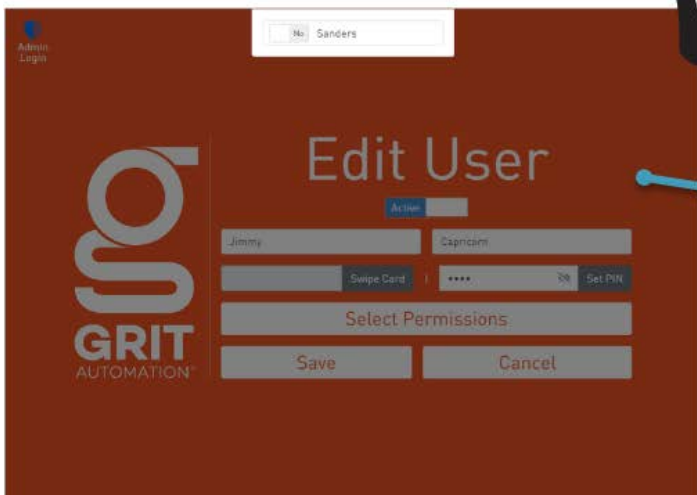 No Sanders
Admin
Login
Edit User
Active
Jimmy Capricorn
Swipe Card | •••• Set PIN
Select Permissions
Save Cancel
g
GRIT
AUTOMATION®